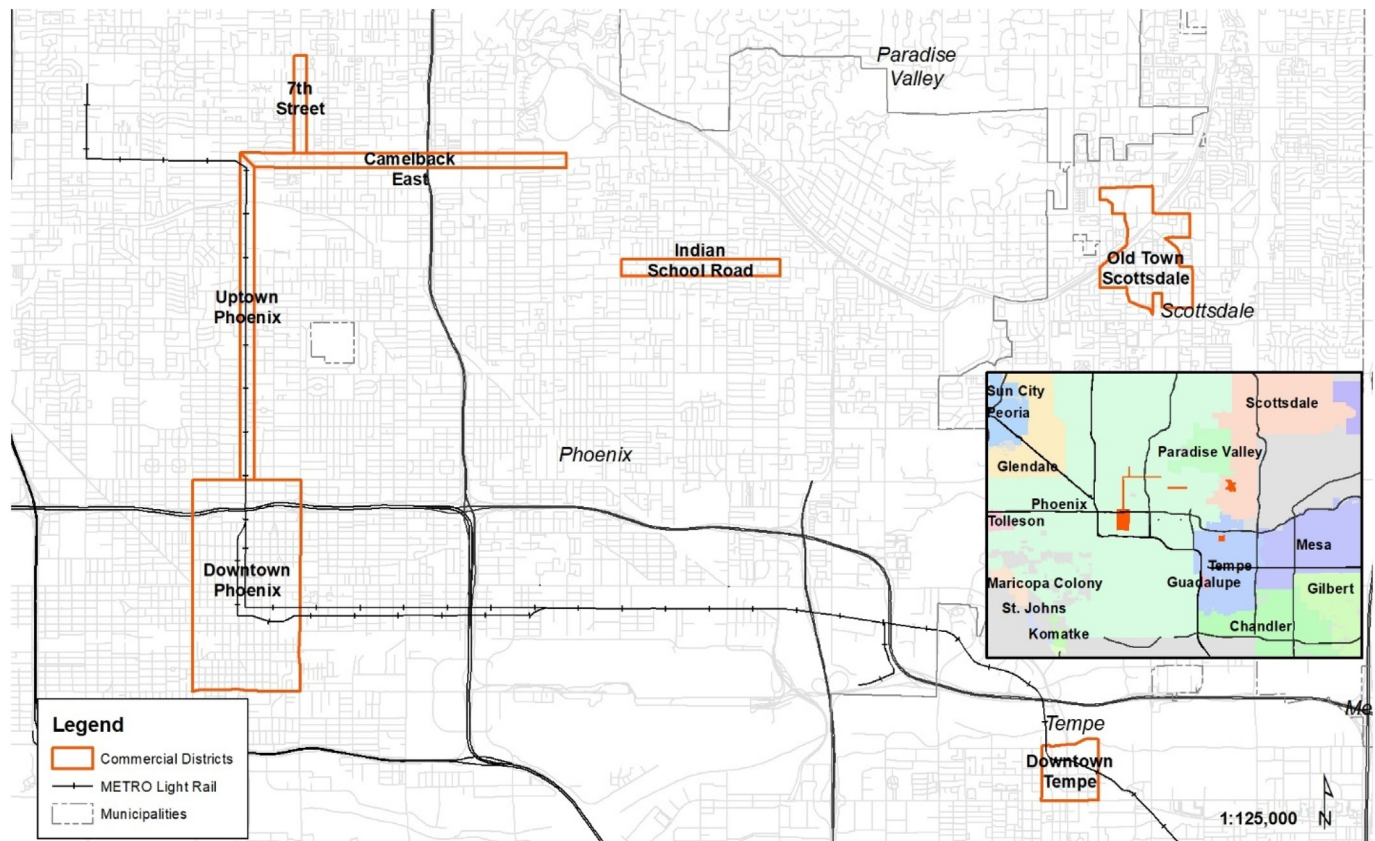 Paradise
Valley
7th
Street
Camelback
East
Indian
School Road
Old Town
Scottsdale
Scottsdale
Uptown
Phoenix
Phoenix
Downtown
Phoenix
Sun City
Peoria
Scottsdale
Glendale
Paradise Valley
Phoenix
Tolleson
Mesa
Tempe
Maricopa Colony
Guadalupe
Gilbert
St. Johns
Chandler
Komatke
Me
Tempe
Downtown
Tempe
Legend
Commercial Districts
METRO Light Rail
Municipalities
1:125,000
N